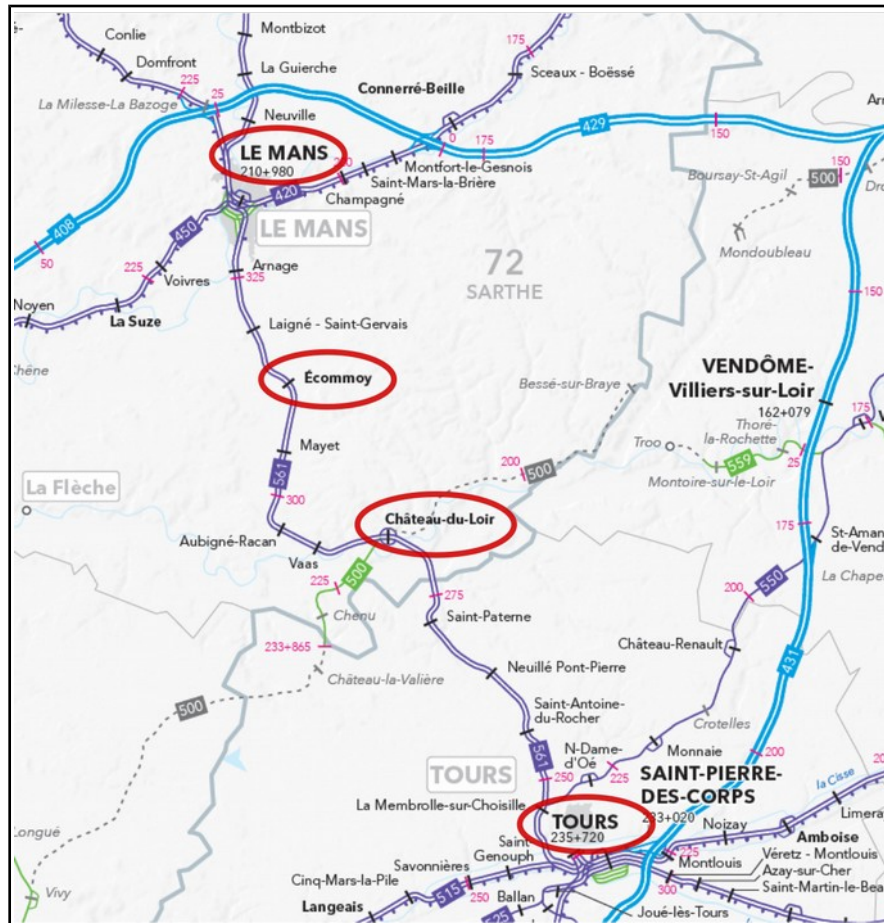 Conlie
Montbizot
Domfront
La Guierche
175
Sceaux - Boëssé
225
25
La Milesse-La Bazoge
Connerré-Beille
Neuville
429
150
LE MANS
210+980
0
175
Montfort-le-Gesnois
Saint-Mars-la-Brière
Boursay-St-Agil
150
500
420
Champagné
408
450
LE MANS
Mondoubleau
50
225
Voivres
Arnage
325
72
SARTHE
150
Noyen
La Suze
Laigné - Saint-Gervais
Écommoy
Bessé-sur-Braye
VENDÔME-
Villiers-sur-Loir
162+079
Mayet
Thoré-
la-Rochette
175
Troo
559
25
Montoire-sur-le-Loir
La Flèche
561
300
200
500
Château-du-Loir
175
Aubigné-Racan
Vaas
500
St-Aman
de-Vend
225
275
550
La Chapel
200
Chenu
Saint-Paterne
233+865
Château-Renault
Château-la-Valière
Neuillé Pont-Pierre
431
500
Saint-Antoine-
du-Rocher
Crotelles
N-Dame-
d'Oé
Monnaie
561
200
TOURS
250
225
SAINT-PIERRE-
DES-CORPS
la Cisse
La Membrolle-sur-Choisille
TOURS
235+720
233+020
Noizay
Limeray
Longué
Saint
Genouph
Amboise
225
Savonnières
Montlouis
Véretz - Montlouis
Cinq-Mars-la-Pile
Azay-sur-Cher
Vivy
515
250
Ballan
300
Saint-Martin-le-Beau
Langeais
Joué-lès-Tours